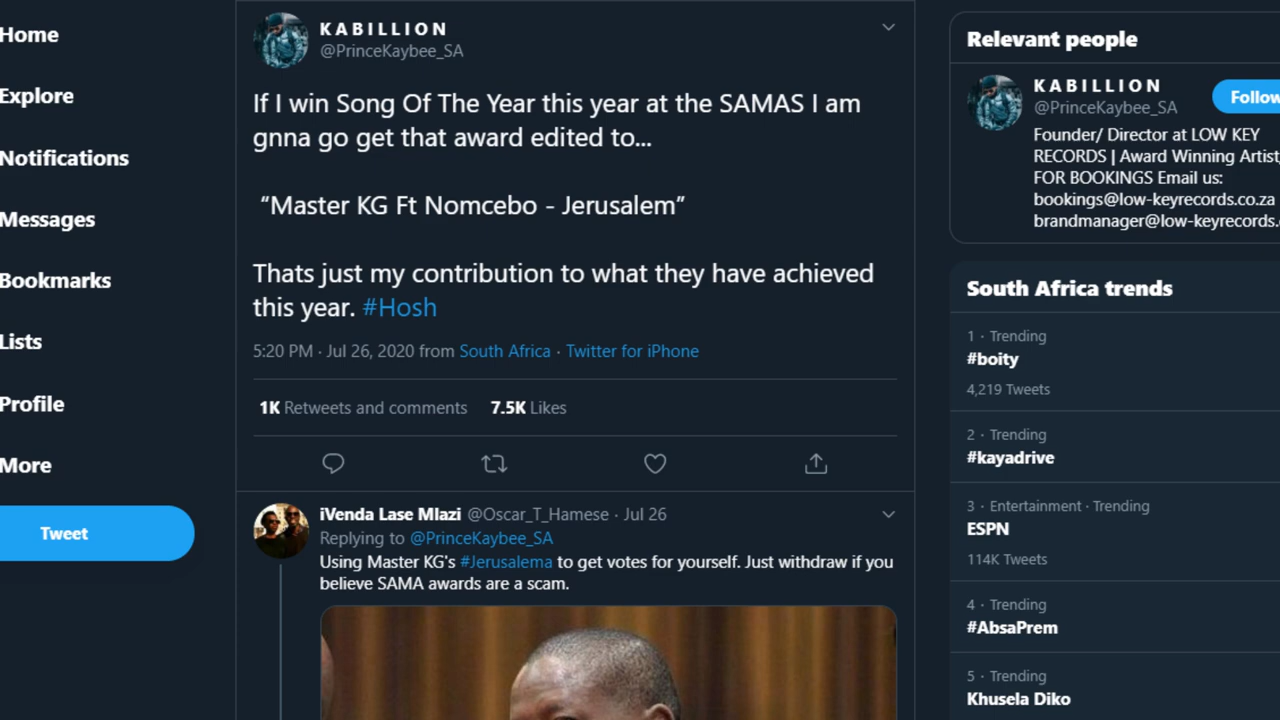 Home
Explore
Notifications
Messages
Bookmarks
Lists
Profile
More
Tweet
KABILLION
@PrinceKaybee_SA
If I win Song Of The Year this year at the SAMAS I am
gnna go get that award edited to...
“Master KG Ft Nomcebo - Jerusalem”
Thats just my contribution to what they have achieved
this year. #Hosh
5:20 PM · Jul 26, 2020 from South Africa · Twitter for iPhone
1K Retweets and comments 7.5K Likes
iVenda Lase Mlazi @Oscar_T_Hamese · Jul 26
Replying to @PrinceKaybee_SA
Using Master KG's #Jerusalema to get votes for yourself. Just withdraw if you
believe SAMA awards are a scam.
Relevant people
KABILLION
@PrinceKaybee_SA
Follow
Founder/ Director at LOW KEY
RECORDS | Award Winning Artist,
FOR BOOKINGS Email us:
bookings@low-keyrecords.co.za
brandmanager@low-keyrecords.
South Africa trends
1 · Trending
#boity
4,219 Tweets
2 · Trending
#kayadrive
3 · Entertainment · Trending
ESPN
114K Tweets
4 · Trending
#AbsaPrem
5 · Trending
Khusela Diko